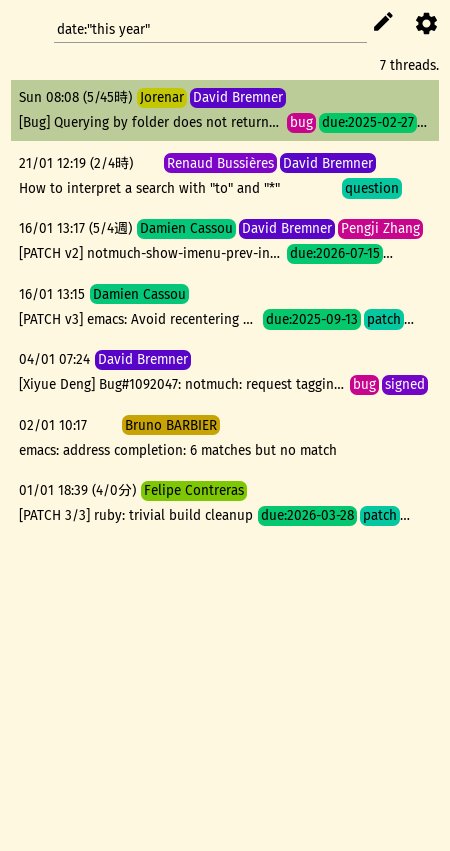 date:"this year"
7 threads.
Sun 08:08 (5/45時) Jorenar David Bremner
[Bug] Querying by folder does not return... bug due:2025-02-27...
21/01 12:19 (2/4時) Renaud Bussières David Bremner
How to interpret a search with "to" and "*" question
16/01 13:17 (5/4週) Damien Cassou David Bremner Pengji Zhang
[PATCH v2] notmuch-show-imenu-prev-in... due:2026-07-15...
16/01 13:15 Damien Cassou
[PATCH v3] emacs: Avoid recentering ... due:2025-09-13 patch...
04/01 07:24 David Bremner
[Xiyue Deng] Bug#1092047: notmuch: request taggin... bug signed
02/01 10:17 Bruno BARBIER
emacs: address completion: 6 matches but no match
01/01 18:39 (4/0分) Felipe Contreras
[PATCH 3/3] ruby: trivial build cleanup due:2026-03-28 patch...